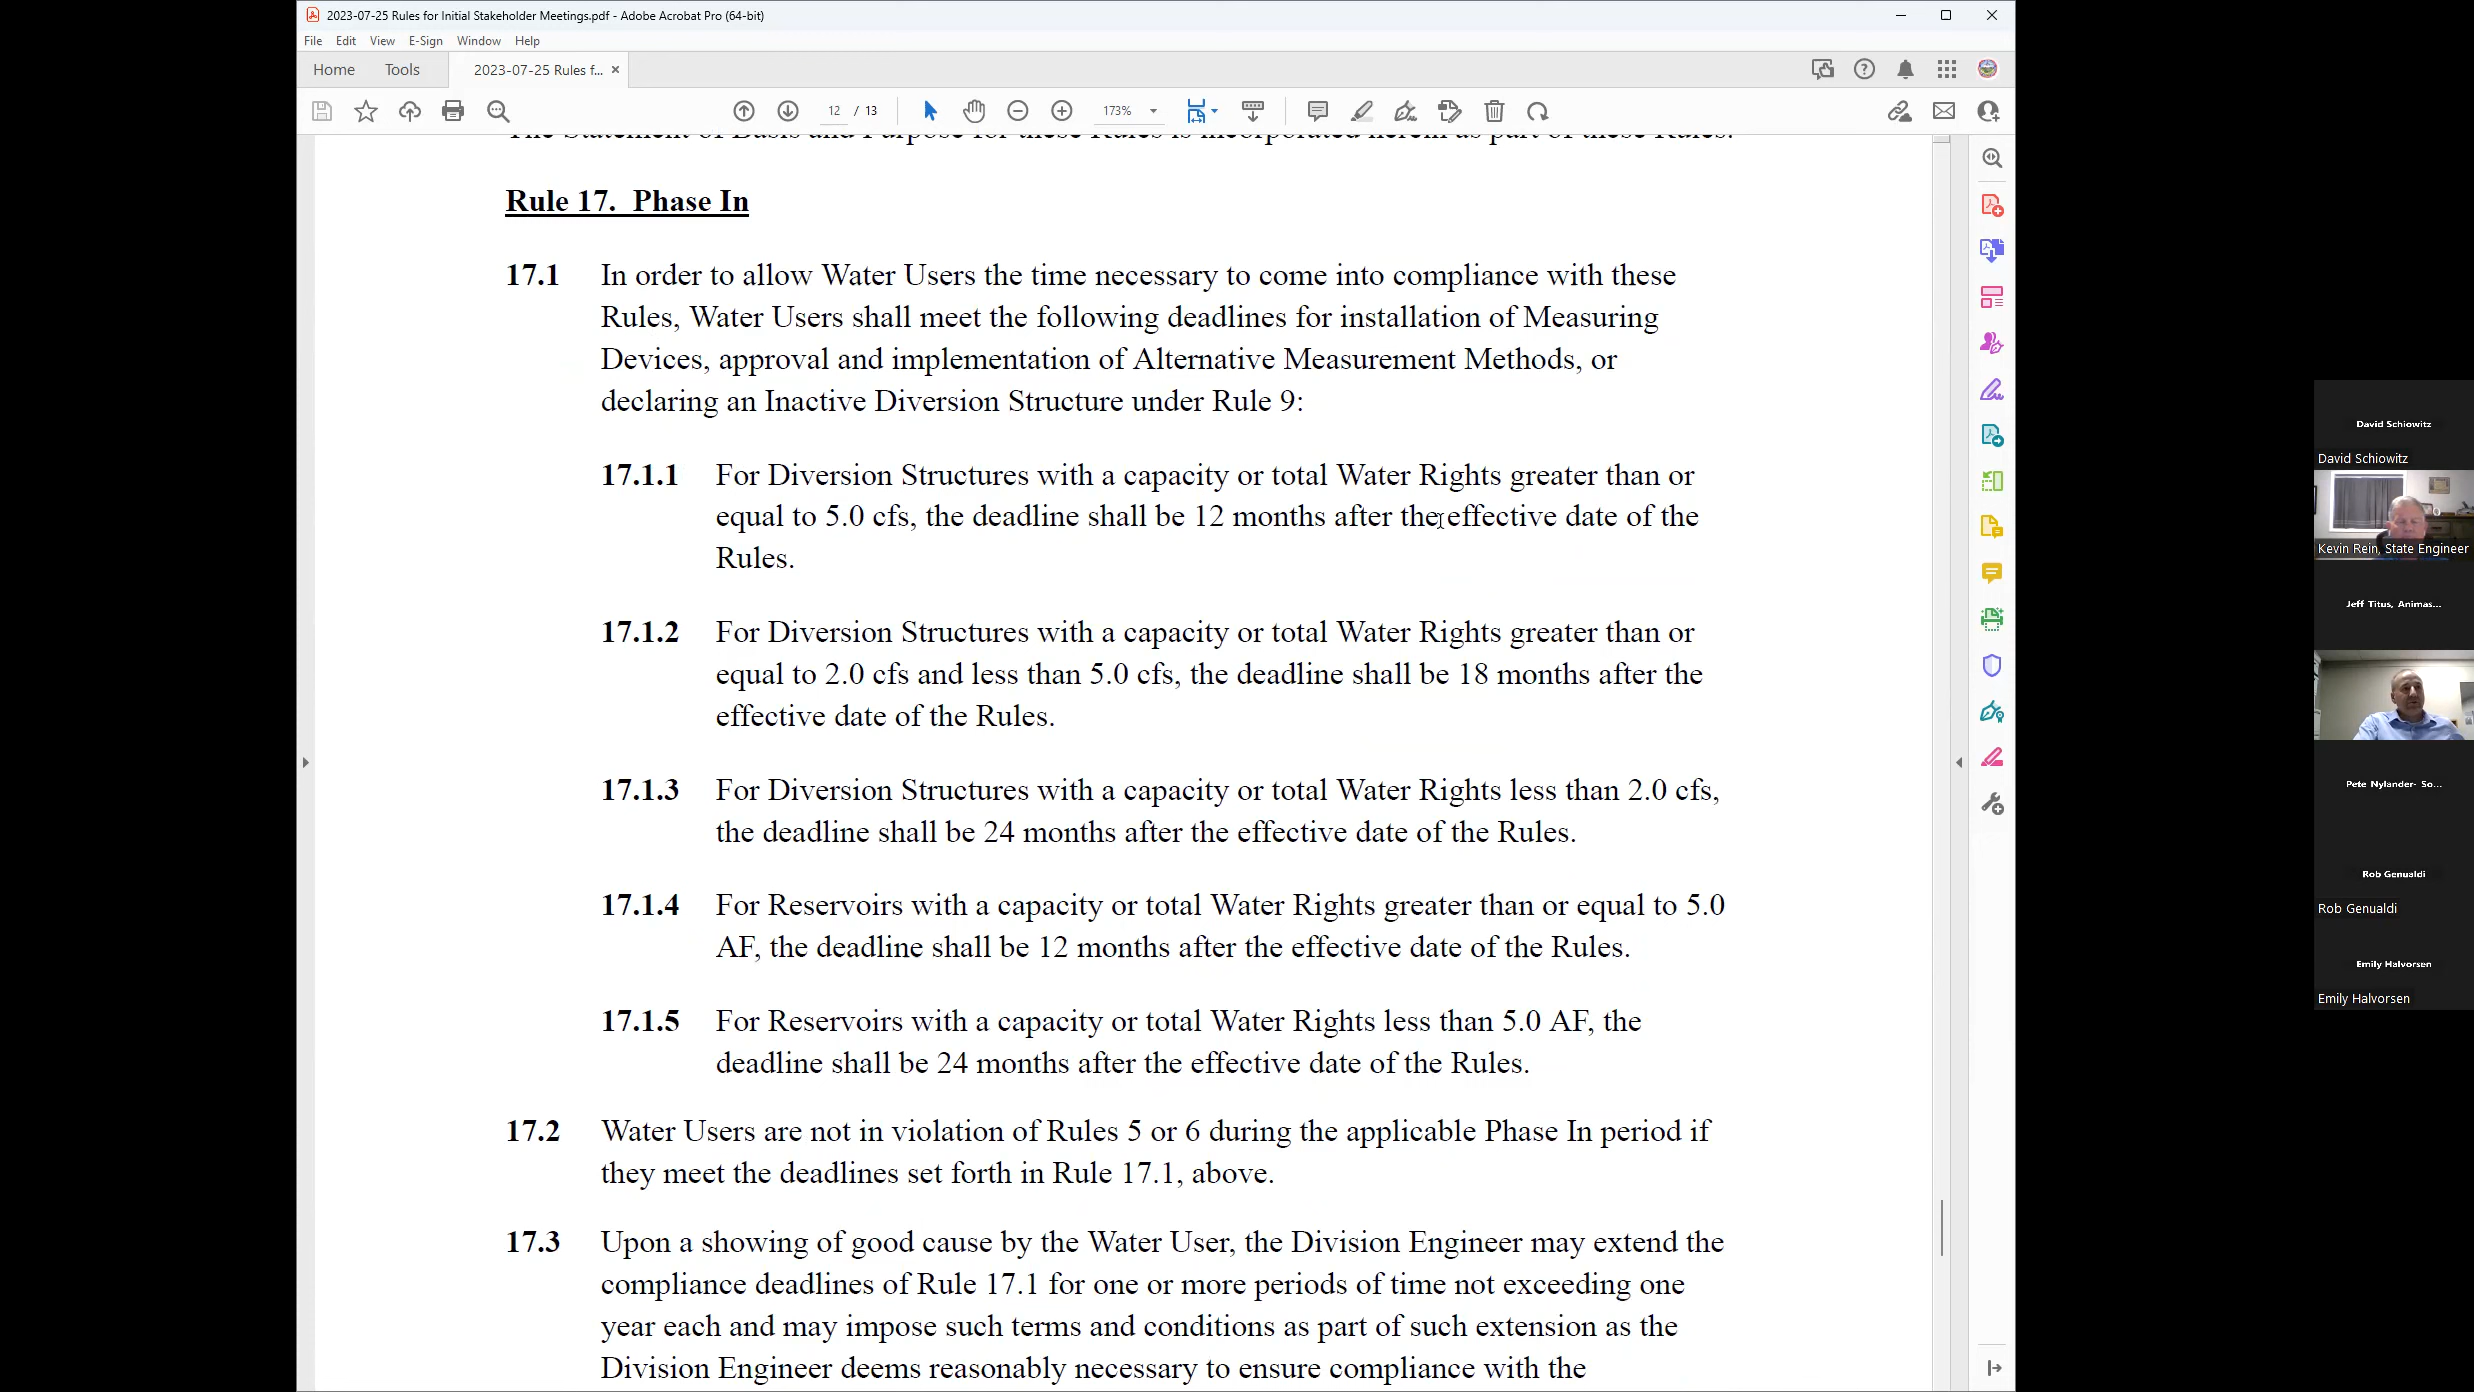 2023-07-25 Rules for Initial Stakeholder Meetings.pdf - Adobe Acrobat Pro (64-bit)
File Edit View E-Sign Window Help
Home Tools 2023-07-25 Rules f... ×
12 / 13 173%
The Statement of Basis and Purpose for these Rules is incorporated herein as part of these Rules.
Rule 17. Phase In
17.1 In order to allow Water Users the time necessary to come into compliance with these
Rules, Water Users shall meet the following deadlines for installation of Measuring
Devices, approval and implementation of Alternative Measurement Methods, or
declaring an Inactive Diversion Structure under Rule 9:
17.1.1 For Diversion Structures with a capacity or total Water Rights greater than or
equal to 5.0 cfs, the deadline shall be 12 months after the effective date of the
Rules.
17.1.2 For Diversion Structures with a capacity or total Water Rights greater than or
equal to 2.0 cfs and less than 5.0 cfs, the deadline shall be 18 months after the
effective date of the Rules.
17.1.3 For Diversion Structures with a capacity or total Water Rights less than 2.0 cfs,
the deadline shall be 24 months after the effective date of the Rules.
17.1.4 For Reservoirs with a capacity or total Water Rights greater than or equal to 5.0
AF, the deadline shall be 12 months after the effective date of the Rules.
17.1.5 For Reservoirs with a capacity or total Water Rights less than 5.0 AF, the
deadline shall be 24 months after the effective date of the Rules.
17.2 Water Users are not in violation of Rules 5 or 6 during the applicable Phase In period if
they meet the deadlines set forth in Rule 17.1, above.
17.3 Upon a showing of good cause by the Water User, the Division Engineer may extend the
compliance deadlines of Rule 17.1 for one or more periods of time not exceeding one
year each and may impose such terms and conditions as part of such extension as the
Division Engineer deems reasonably necessary to ensure compliance with the
David Schiowitz
David Schiowitz
Kevin Rein, State Engineer
Jeff Titus, Animas...
Pete Nylander- So...
Rob Genualdi
Rob Genualdi
Emily Halvorsen
Emily Halvorsen